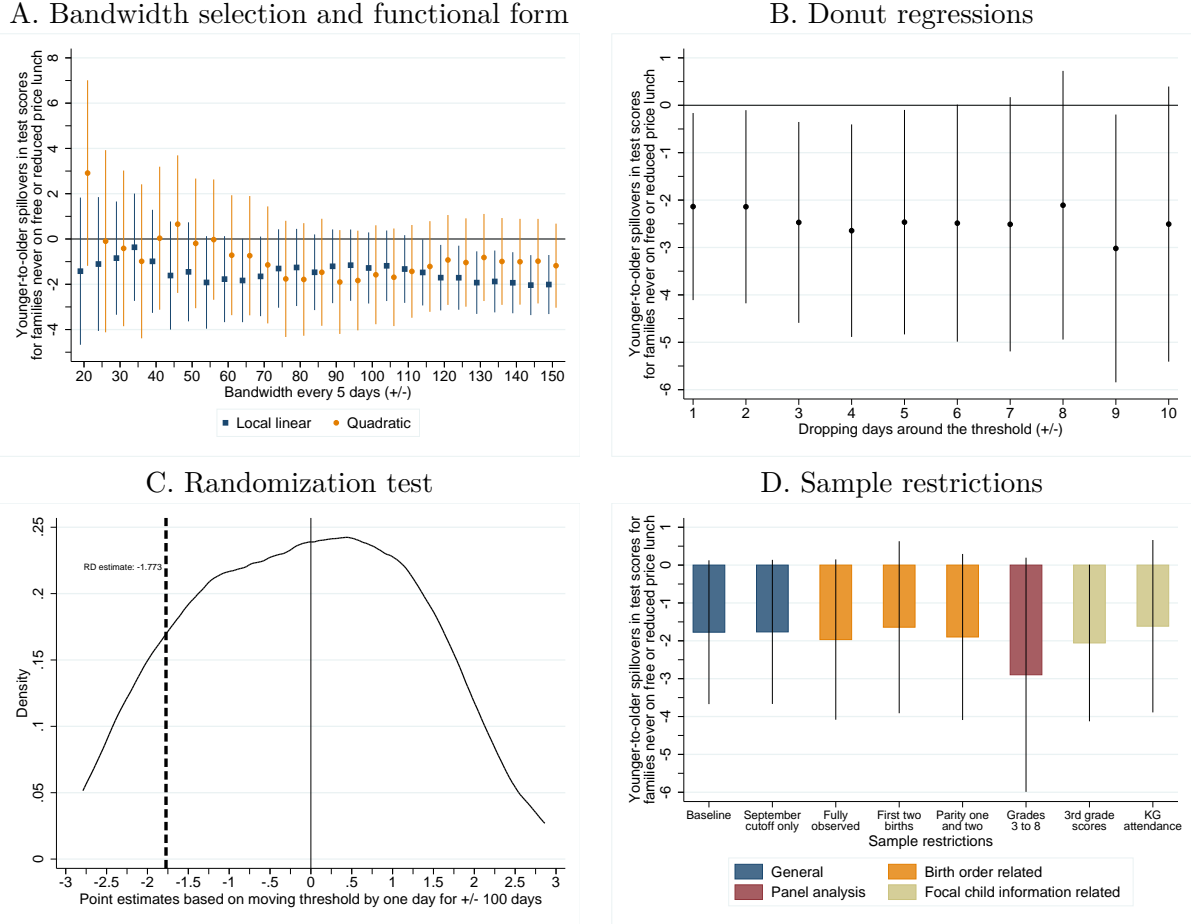 A. Bandwidth selection and functional form
Younger-to-older spillovers in test scores
for families never on free or reduced price lunch
8
6
4
2
0
-2
-4
20 30 40 50 60 70 80 90 100 110 120 130 140 150
Bandwidth every 5 days (+/-)
Local linear Quadratic
B. Donut regressions
Younger-to-older spillovers in test scores
for families never on free or reduced price lunch
1
0
-1
-2
-3
-4
-5
-6
1 2 3 4 5 6 7 8 9 10
Dropping days around the threshold (+/-)
C. Randomization test
Density
.25
.2
.15
.1
.05
0
RD estimate: -1.773
-3 -2.5 -2 -1.5 -1 -.5 0 .5 1 1.5 2 2.5 3
Point estimates based on moving threshold by one day for +/- 100 days
D. Sample restrictions
Younger-to-older spillovers in test scores for
families never on free or reduced price lunch
1
0
-1
-2
-3
-4
-5
-6
Baseline September Fully First two Parity one Grades 3rd grade KG
cutoff only observed births and two 3 to 8 scores attendance
Sample restrictions
General Birth order related
Panel analysis Focal child information related